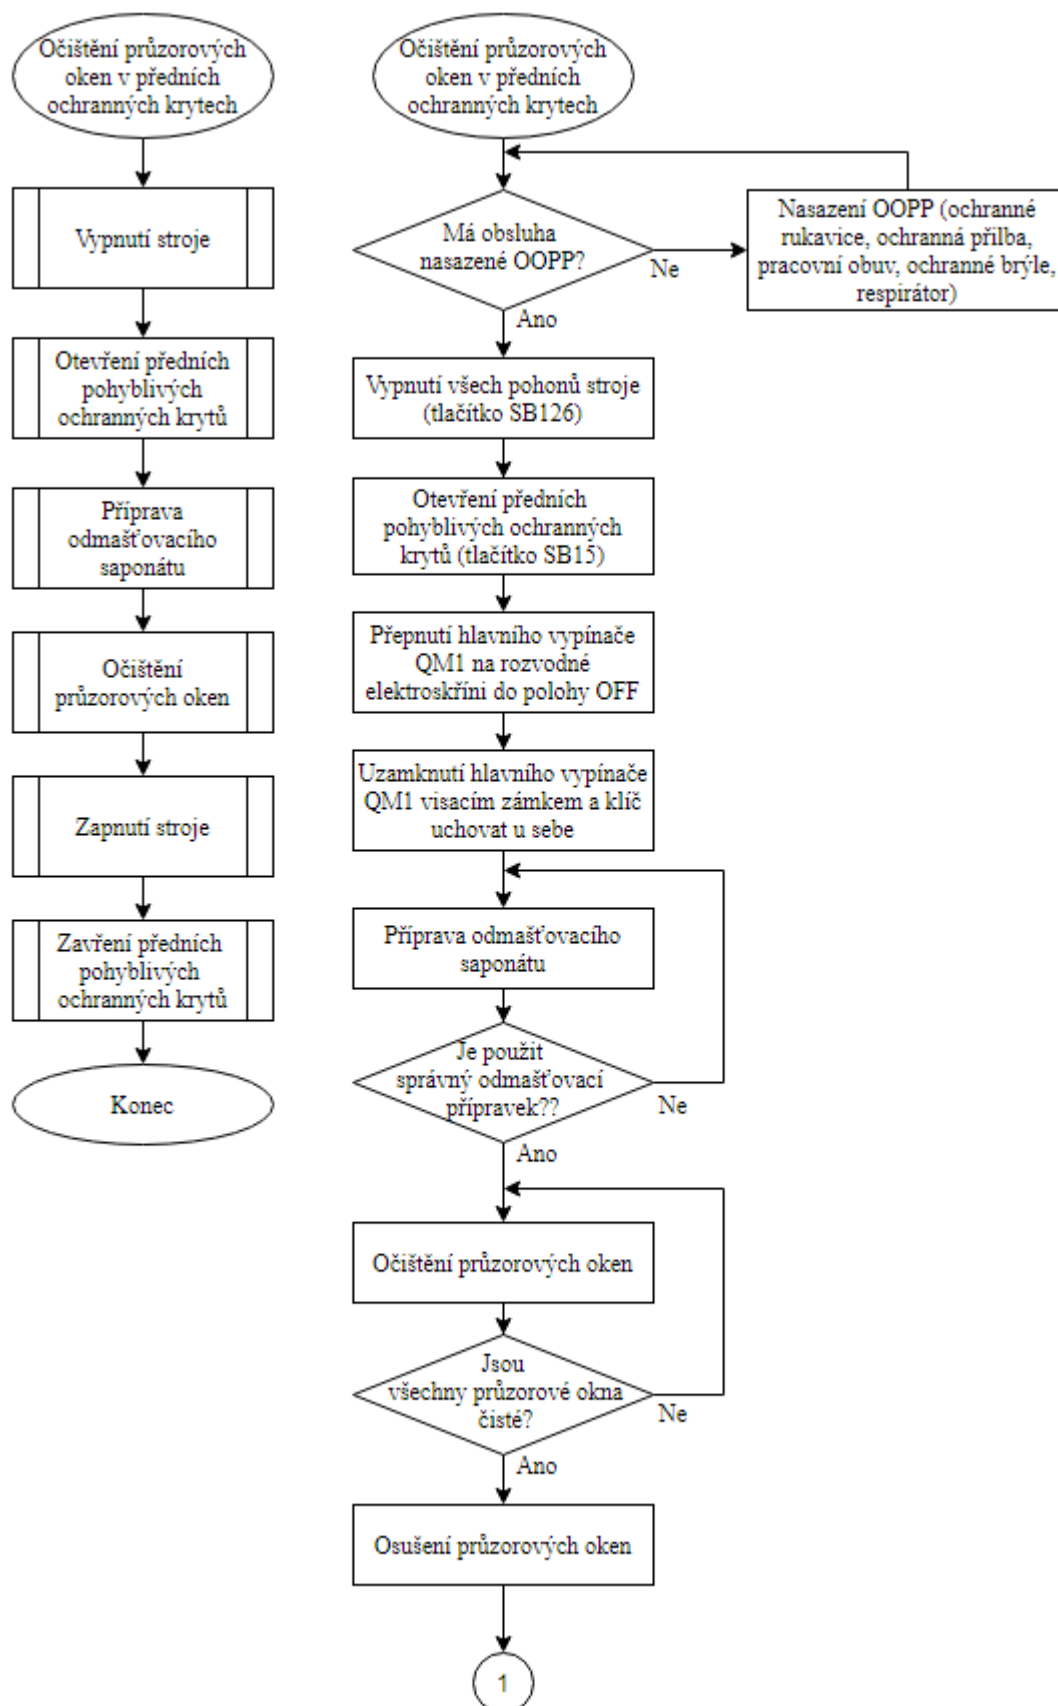 Očištění průzorových
oken v předních
ochranných krytech
Vypnutí stroje
Otevření předních
pohyblivých
ochranných krytů
Příprava
odmašťovacího
saponátu
Očištění
průzorových oken
Zapnutí stroje
Zavření předních
pohyblivých
ochranných krytů
Konec
Očištění průzorových
oken v předních
ochranných krytech
Má obsluha
nasazené OOPP?
Ne
Nasazení OOPP (ochranné
rukavice, ochranná přilba,
pracovní obuv, ochranné brýle,
respirátor)
Ano
Vypnutí všech pohonů stroje
(tlačítko SB126)
Otevření předních
pohyblivých ochranných
krytů (tlačítko SB15)
Přepnutí hlavního vypínače
QM1 na rozvodné
elektroskříni do polohy OFF
Uzamknutí hlavního vypínače
QM1 visacím zámkem a klíč
uchovat u sebe
Příprava odmašťovacího
saponátu
Je použit
správný odmašťovací
přípravek??
Ne
Ano
Očištění průzorových oken
Jsou
všechny průzorové okna
čisté?
Ne
Ano
Osušení průzorových oken
1